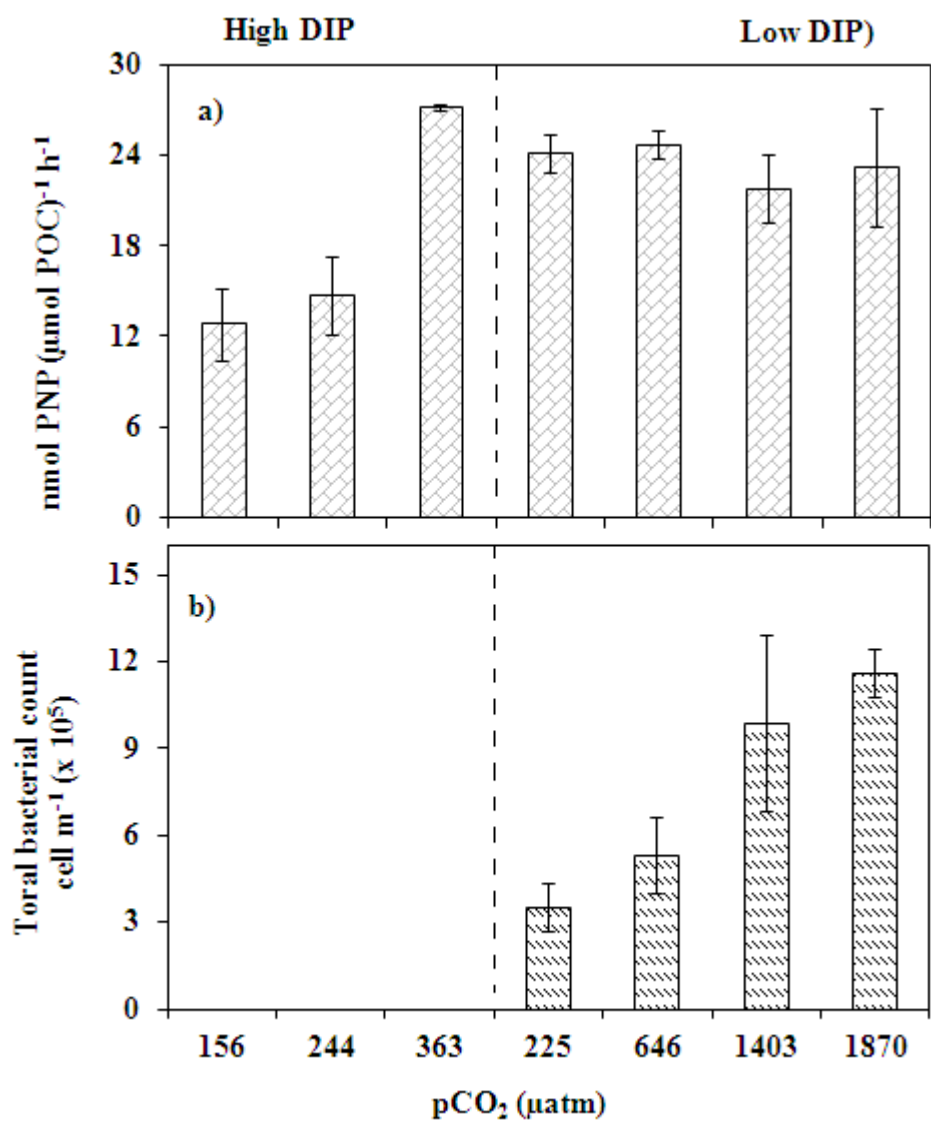 High DIP Low DIP)
30
a)
24
18
12
6
0
nmol PNP (µmol POC)⁻¹ h⁻¹
15
b)
12
9
6
3
0
Toral bacterial count
cell m⁻¹ (x 10⁵)
156 244 363 225 646 1403 1870
pCO₂ (µatm)